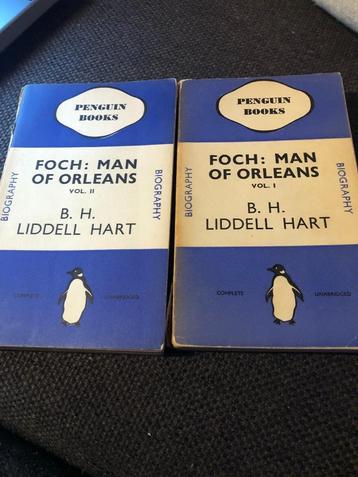 PENGUIN
BOOKS
FOCH: MAN
OF ORLEANS
VOL. II
B. H.
LIDDELL HART
BIOGRAPHY
BIOGRAPHY
COMPLETE
UNABRIDGED
PENGUIN
BOOKS
FOCH: MAN
OF ORLEANS
VOL. I
B. H.
LIDDELL HART
BIOGRAPHY
BIOGRAPHY
COMPLETE
UNABRIDGED